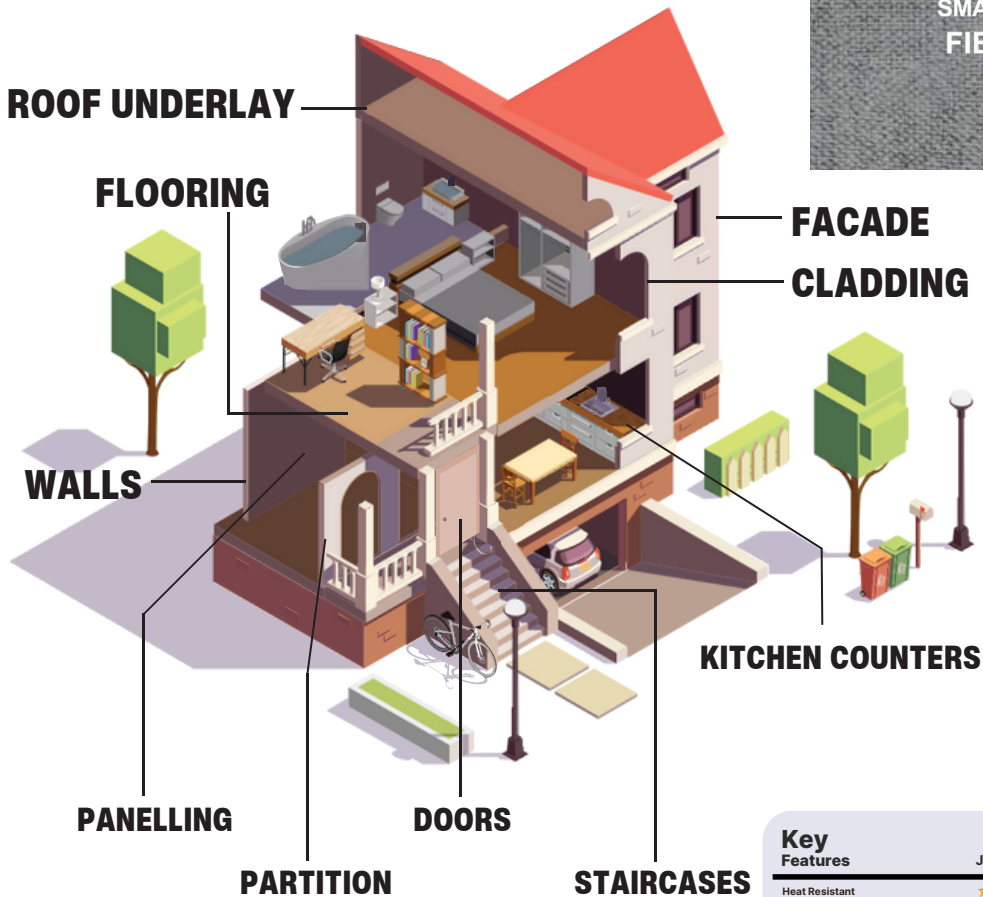 ROOF UNDERLAY
FLOORING
FACADE
CLADDING
WALLS
KITCHEN COUNTERS
PANELLING
DOORS
PARTITION
STAIRCASES
Key
Features
Heat Resistant